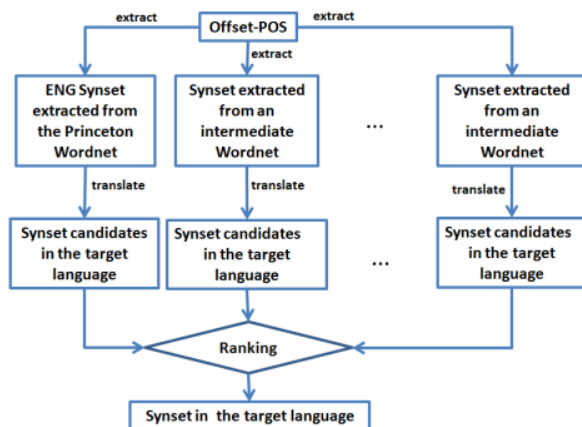 Offset-POS
extract
extract
extract
ENG Synset
extracted from
the Princeton
Wordnet
Synset extracted
from an
intermediate
Wordnet
...
Synset extracted
from an
intermediate
Wordnet
translate
translate
translate
Synset candidates
in the target
language
Synset candidates
in the target
language
...
Synset candidates
in the target
language
Ranking
Synset in the target language